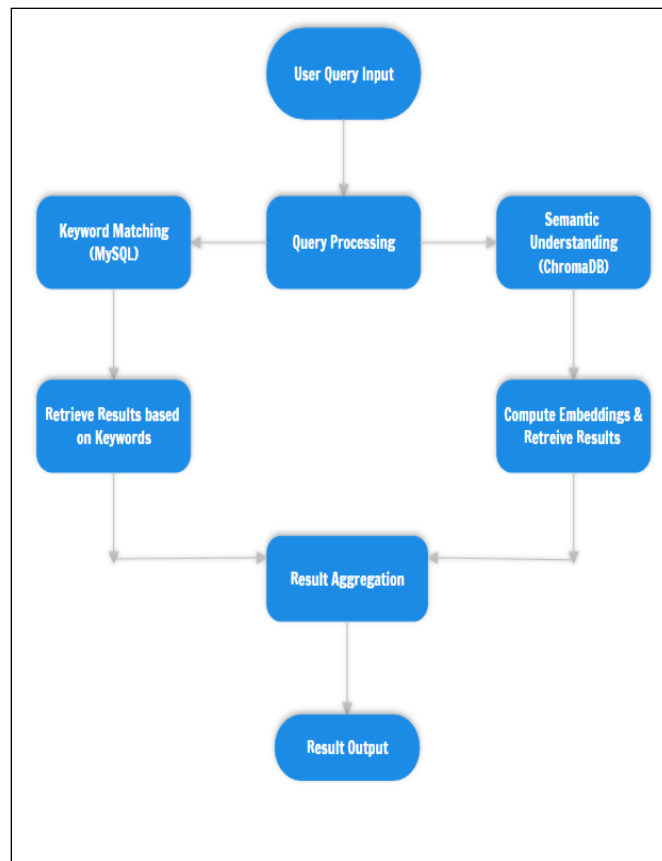 User Query Input
Keyword Matching
(MySQL)
Query Processing
Semantic
Understanding
(ChromaDB)
Retrieve Results based
on Keywords
Compute Embeddings &
Retreive Results
Result Aggregation
Result Output